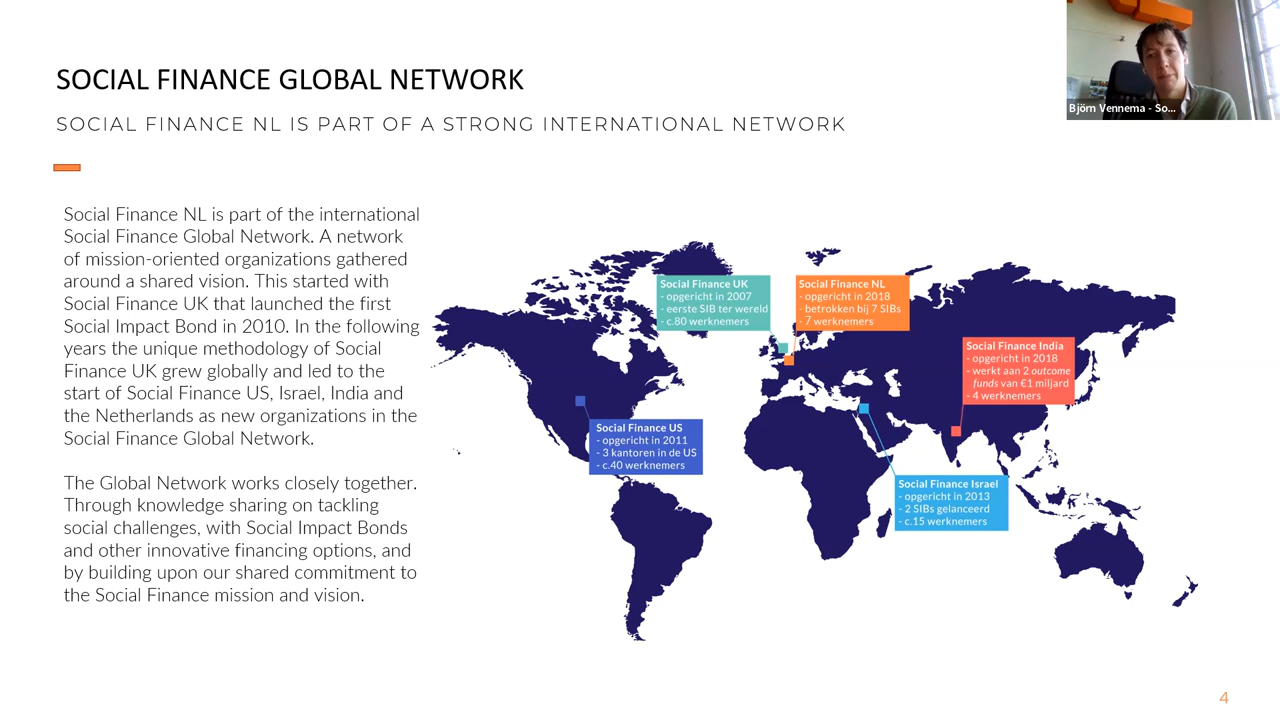 SOCIAL FINANCE GLOBAL NETWORK
SOCIAL FINANCE NL IS PART OF A STRONG INTERNATIONAL NETWORK
Björn Vennema - So...
Social Finance NL is part of the international
Social Finance Global Network. A network
of mission-oriented organizations gathered
around a shared vision. This started with
Social Finance UK that launched the first
Social Impact Bond in 2010. In the following
years the unique methodology of Social
Finance UK grew globally and led to the
start of Social Finance US, Israel, India and
the Netherlands as new organizations in the
Social Finance Global Network.
The Global Network works closely together.
Through knowledge sharing on tackling
social challenges, with Social Impact Bonds
and other innovative financing options, and
by building upon our shared commitment to
the Social Finance mission and vision.
Social Finance UK
- opgericht in 2007
- eerste SIB ter wereld
- c.80 werknemers
Social Finance NL
- opgericht in 2018
- betrokken bij 7 SIBs
- 7 werknemers
Social Finance India
- opgericht in 2018
- werkt aan 2 outcome
funds van €1 miljard
- 4 werknemers
Social Finance US
- opgericht in 2011
- 3 kantoren in de US
- c.40 werknemers
Social Finance Israel
- opgericht in 2013
- 2 SIBs gelanceerd
- c.15 werknemers
4